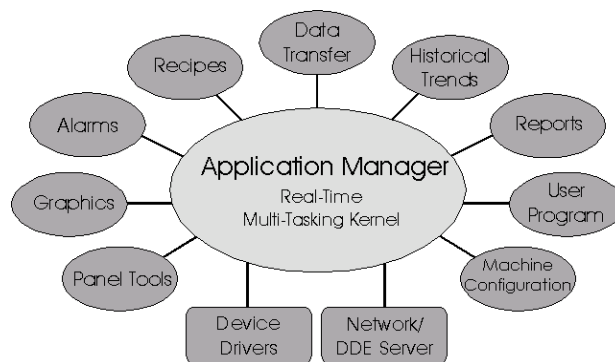 Data
Transfer
Recipes
Historical
Trends
Alarms
Reports
Application Manager
Real-Time
Multi-Tasking Kernel
Graphics
User
Program
Panel Tools
Machine
Configuration
Device
Drivers
Network/
DDE Server